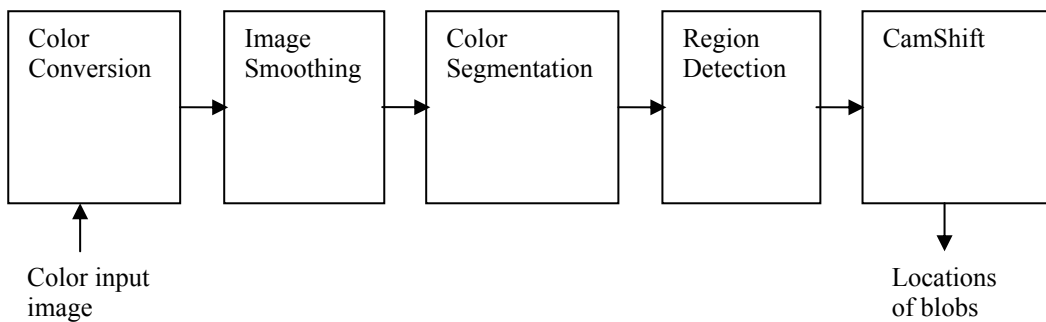 Color
Conversion
Image
Smoothing
Color
Segmentation
Region
Detection
CamShift
Color input
image
Locations
of blobs